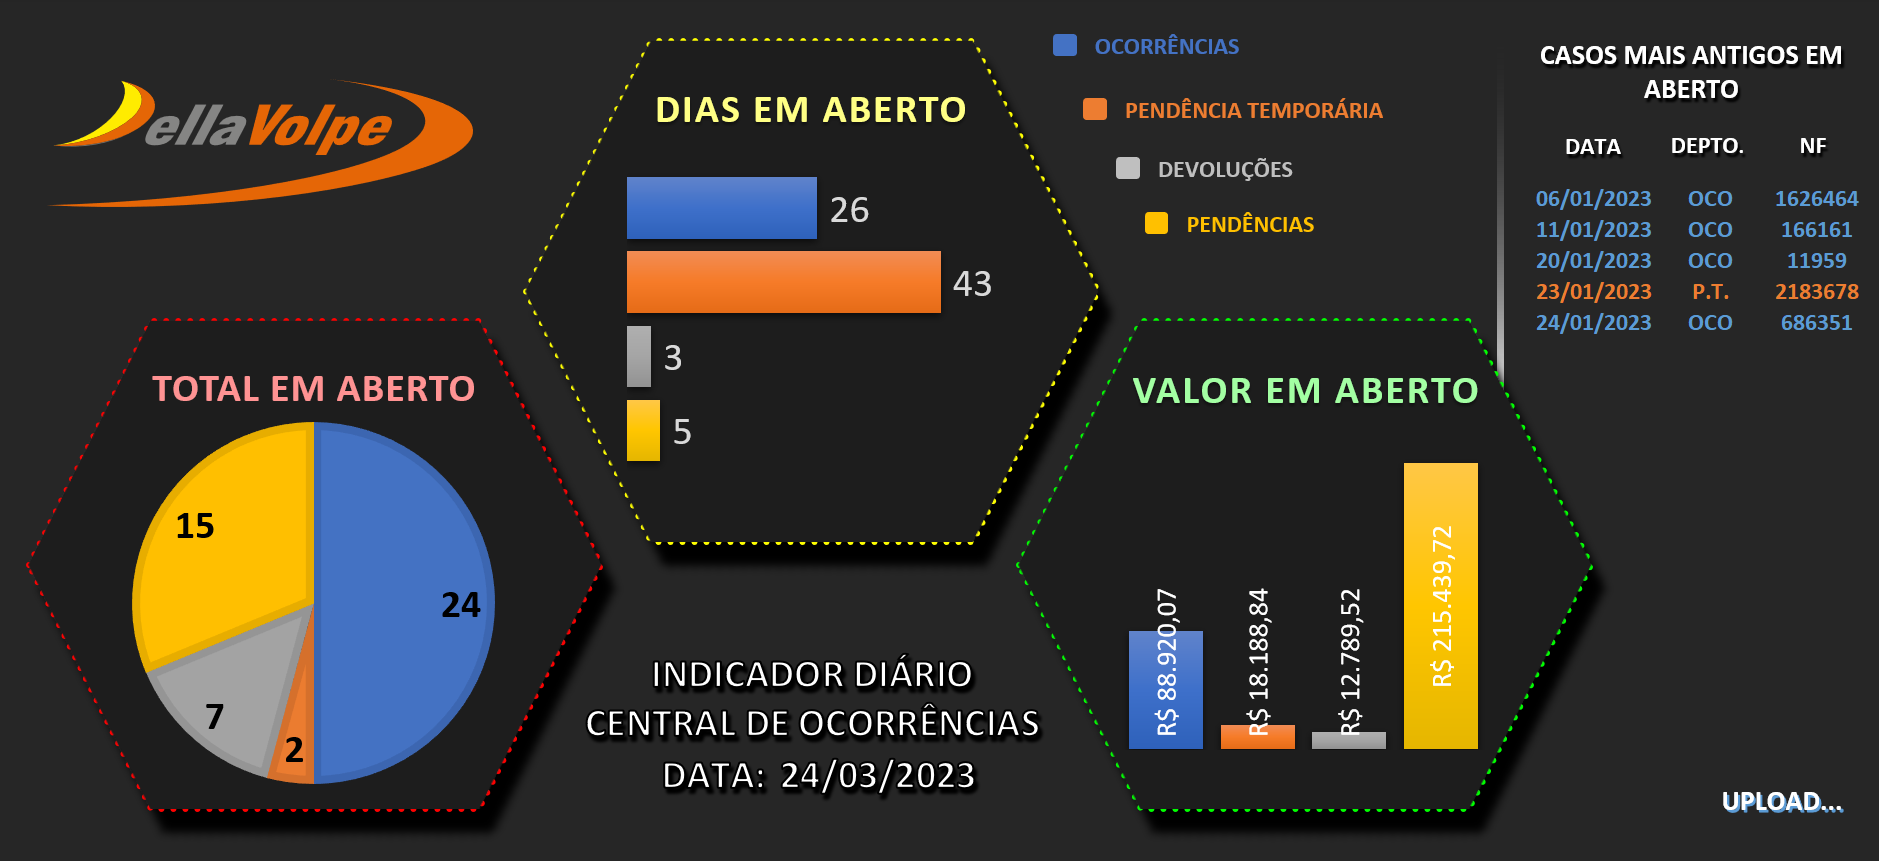 DellaVolpe
DIAS EM ABERTO
26
43
3
5
OCORRÊNCIAS
PENDÊNCIA TEMPORÁRIA
DEVOLUÇÕES
PENDÊNCIAS
CASOS MAIS ANTIGOS EM
ABERTO
DATA DEPTO. NF
06/01/2023 OCO 1626464
11/01/2023 OCO 166161
20/01/2023 OCO 11959
23/01/2023 P.T. 2183678
24/01/2023 OCO 686351
TOTAL EM ABERTO
15
24
7
2
VALOR EM ABERTO
R$ 88.920,07
R$ 18.188,84
R$ 12.789,52
R$ 215.439,72
INDICADOR DIÁRIO
CENTRAL DE OCORRÊNCIAS
DATA: 24/03/2023
UPLOAD...